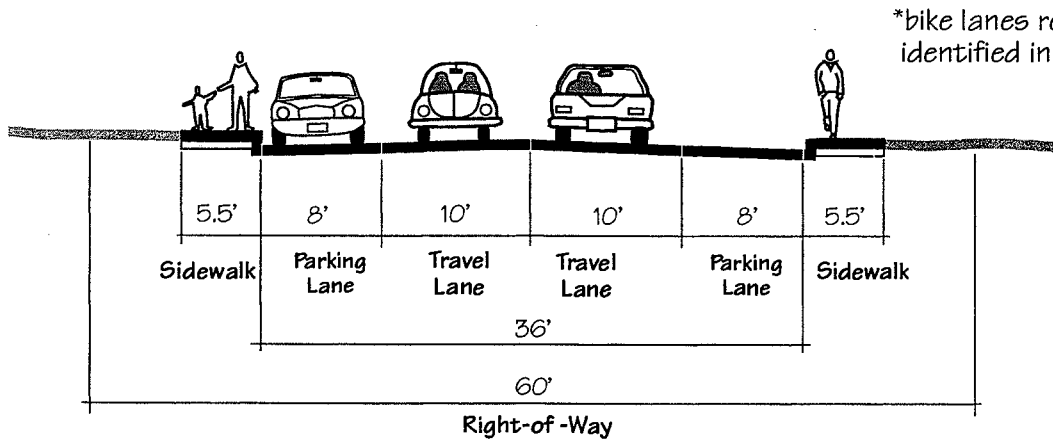 *bike lanes
identified in
5.5' 8' 10' 10' 8' 5.5'
Sidewalk Parking Lane Travel Lane Travel Lane Parking Lane Sidewalk
36'
60'
Right-of -Way